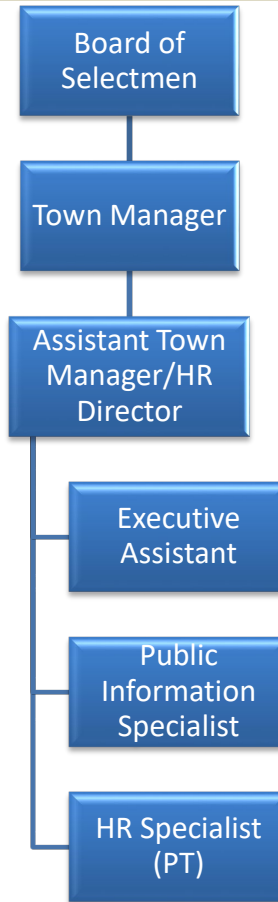 Board of
Selectmen
Town Manager
Assistant Town
Manager/HR
Director
Executive
Assistant
Public
Information
Specialist
HR Specialist
(PT)